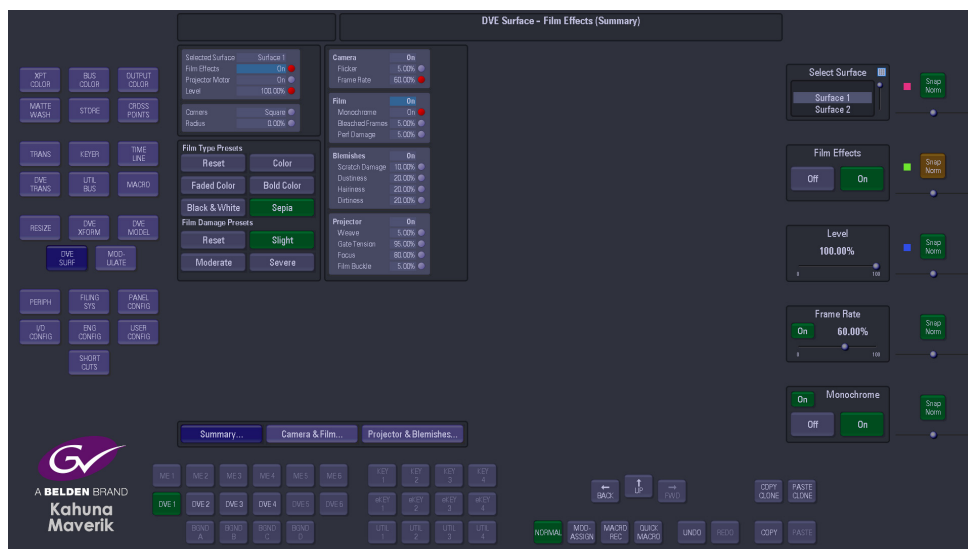 DVE Surface - Film Effects (Summary)
XPT COLOR
BUS COLOR
OUTPUT COLOR
MATTE WASH
STORE
CROSS POINTS
TRANS
KEYER
TIME LINE
DVE TRANS
UTIL BUS
MACRO
RESIZE
DVE XFORM
DVE MODEL
DVE SURF
MOD-ULATE
PERIPH
FILING SYS
PANEL CONFIG
I/O CONFIG
ENG CONFIG
USER CONFIG
SHORT CUTS
Selected Surface Surface 1
Film Effects On
Projector Motor On
Level 100.00%
Corners Square
Radius 0.00%
Film Type Presets
Reset Color
Faded Color Bold Color
Black & White Sepia
Film Damage Presets
Reset Slight
Moderate Severe
Camera On
Flicker 5.00%
Frame Rate 60.00%
Film On
Monochrome On
Bleached Frames 5.00%
Perf Damage 5.00%
Blemishes On
Scratch Damage 10.00%
Dustiness 20.00%
Hairiness 20.00%
Dirtiness 20.00%
Projector On
Weave 5.00%
Gate Tension 95.00%
Focus 80.00%
Film Buckle 5.00%
Select Surface
Surface 1
Surface 2
Snap Norm
Film Effects
Off On
Snap Norm
Level
100.00%
1 100
Snap Norm
Frame Rate
On 60.00%
1 100
Snap Norm
On Monochrome
Off On
Snap Norm
Summary... Camera & Film... Projector & Blemishes...
GV
A BELDEN BRAND
Kahuna
Maverik
ME 1 ME 2 ME 3 ME 4 ME 5 ME 6
DVE 1 DVE 2 DVE 3 DVE 4 DVE 5 DVE 6
BGND A
BGND B
BGND C
BGND D
KEY 1
KEY 2
KEY 3
KEY 4
eKEY 1
eKEY 2
eKEY 3
eKEY 4
UTIL 1
UTIL 2
UTIL 3
UTIL 4
BACK
UP
FWD
COPY CLONE
PASTE CLONE
NORMAL
MOD-ASSIGN
MACRO REC
QUICK MACRO
UNDO
REDO
COPY
PASTE